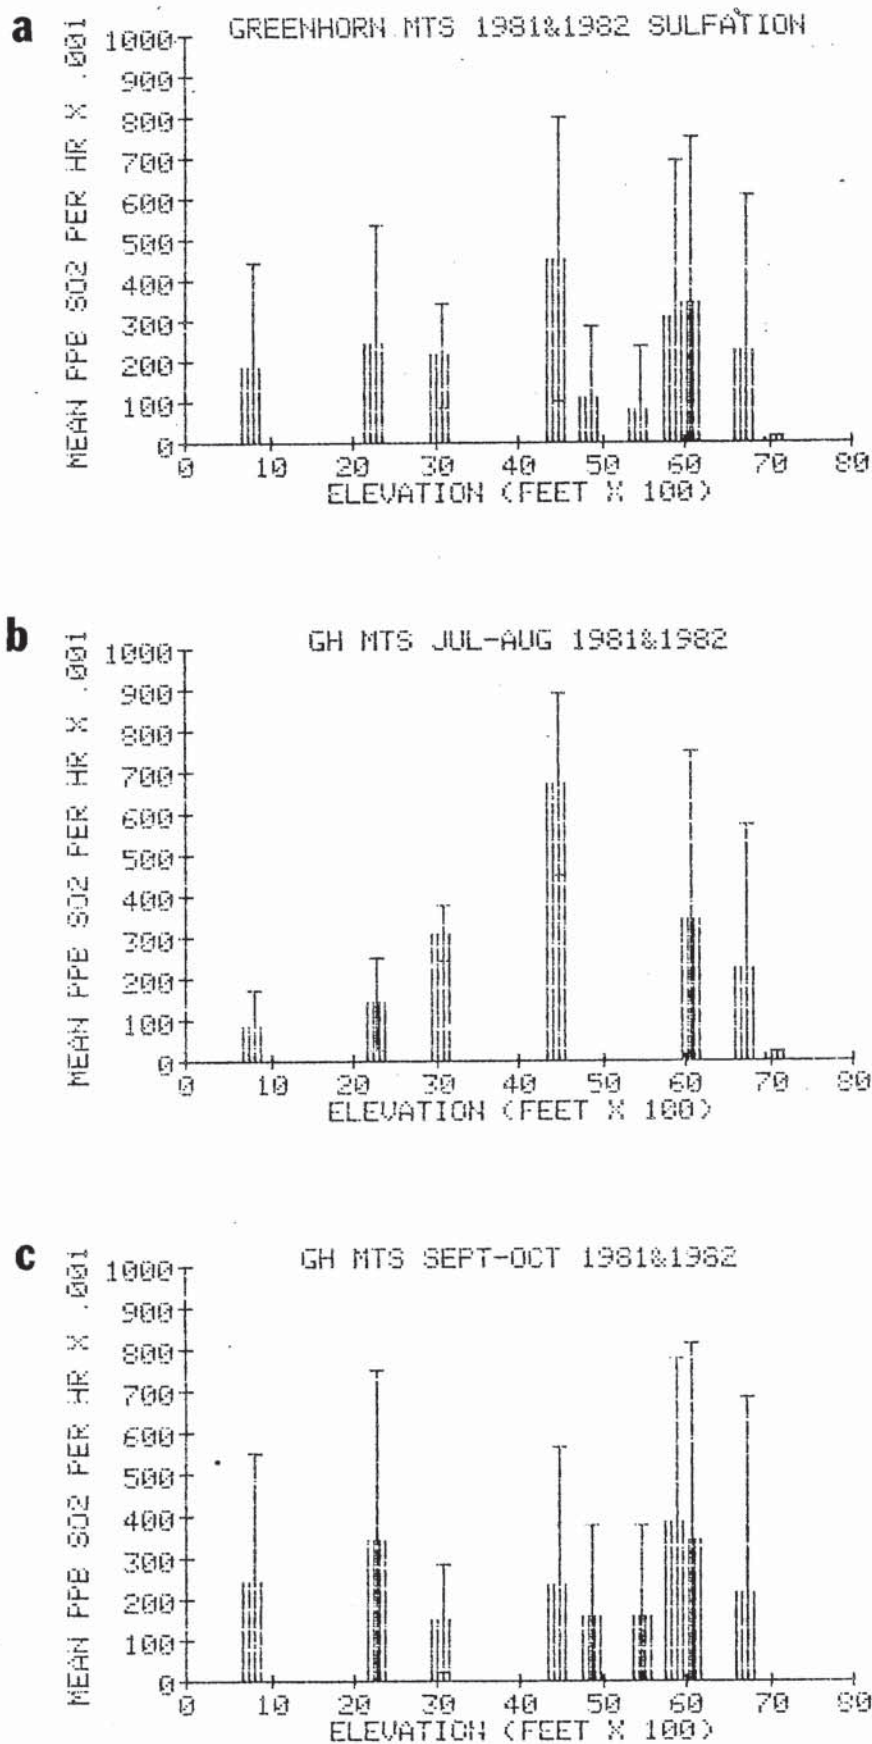 a
GREENHORN MTS 1981&1982 SULFATION
MEAN PPB SO2 PER HR X .001
1000
900
800
700
600
500
400
300
200
100
0
0 10 20 30 40 50 60 70 80
ELEVATION (FEET X 100)
b
GH MTS JUL-AUG 1981&1982
MEAN PPB SO2 PER HR X .001
1000
900
800
700
600
500
400
300
200
100
0
0 10 20 30 40 50 60 70 80
ELEVATION (FEET X 100)
c
GH MTS SEPT-OCT 1981&1982
MEAN PPB SO2 PER HR X .001
1000
900
800
700
600
500
400
300
200
100
0
0 10 20 30 40 50 60 70 80
ELEVATION (FEET X 100)